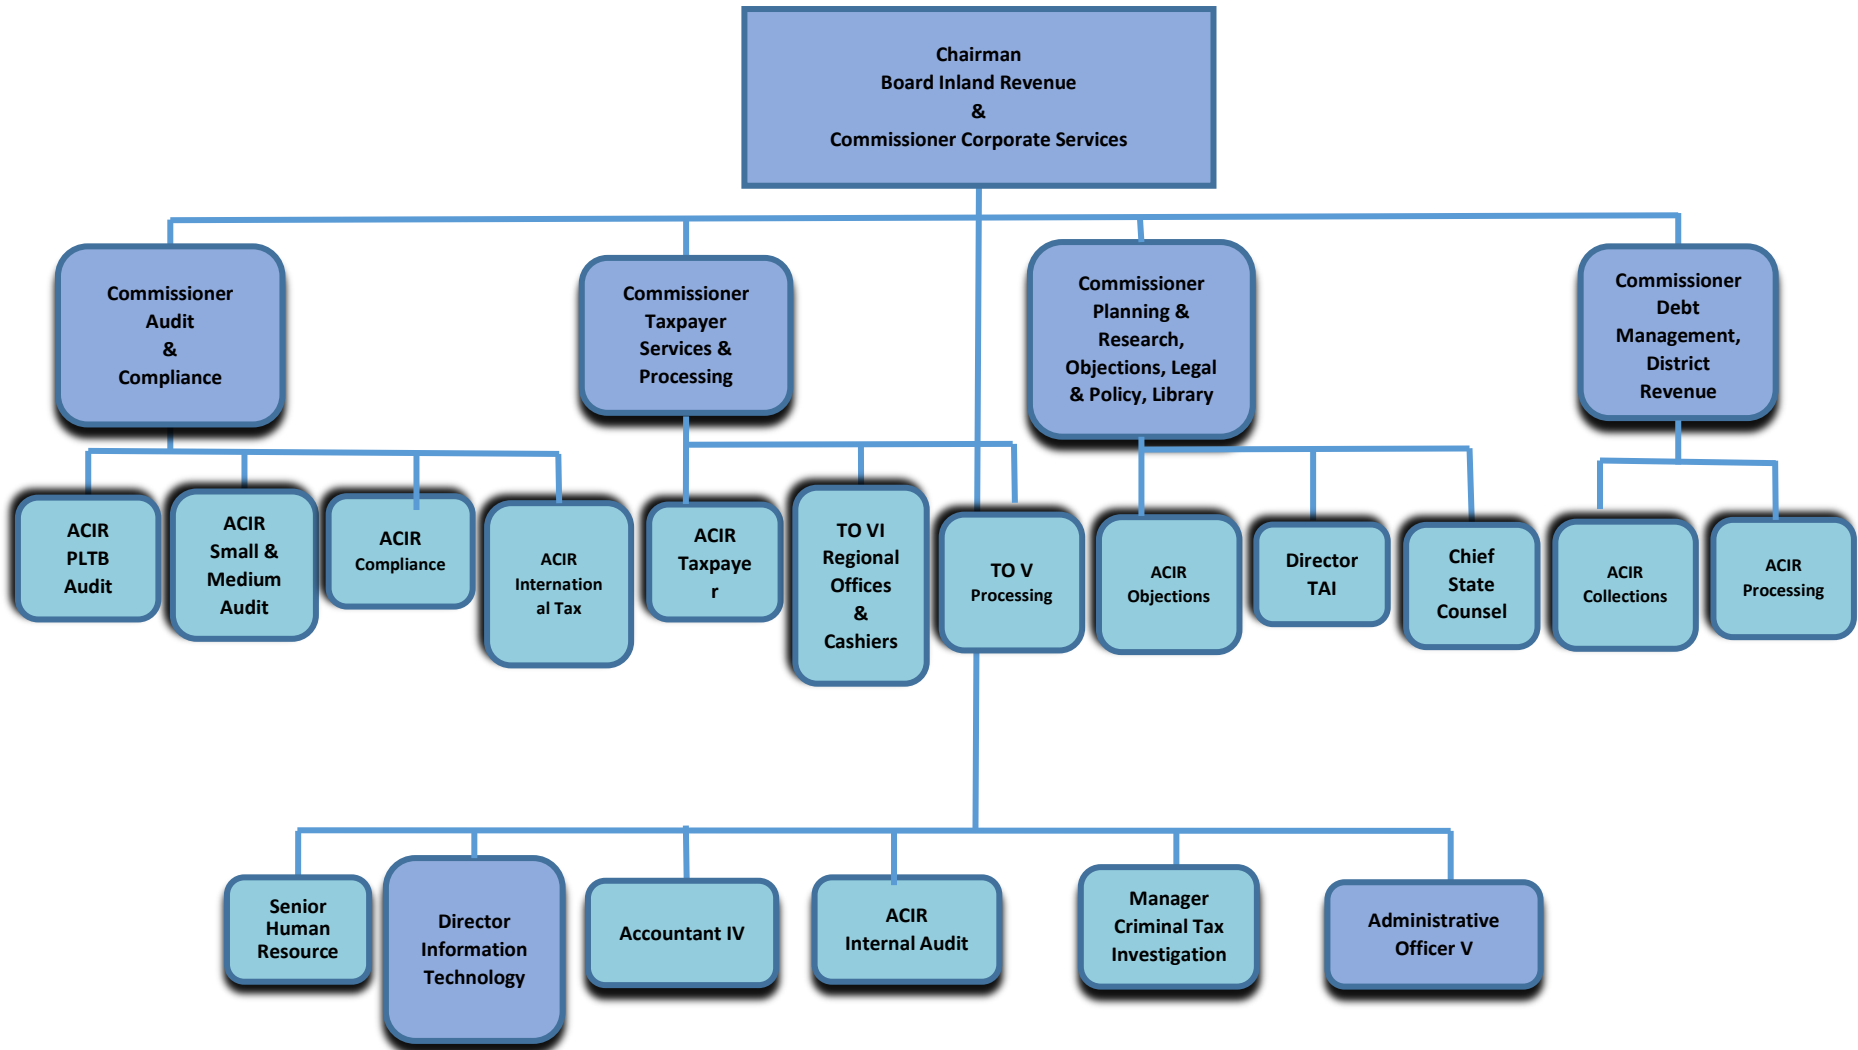 Chairman
Board Inland Revenue
&
Commissioner Corporate Services
Commissioner
Audit
&
Compliance
Commissioner
Taxpayer
Services &
Processing
Commissioner
Planning &
Research,
Objections, Legal
& Policy, Library
Commissioner
Debt
Management,
District
Revenue
ACIR
PLTB
Audit
ACIR
Small &
Medium
Audit
ACIR
Compliance
ACIR
Internation
al Tax
ACIR
Taxpaye
r
TO VI
Regional
Offices
&
Cashiers
TO V
Processing
ACIR
Objections
Director
TAI
Chief
State
Counsel
ACIR
Collections
ACIR
Processing
Senior
Human
Resource
Director
Information
Technology
Accountant IV
ACIR
Internal Audit
Manager
Criminal Tax
Investigation
Administrative
Officer V